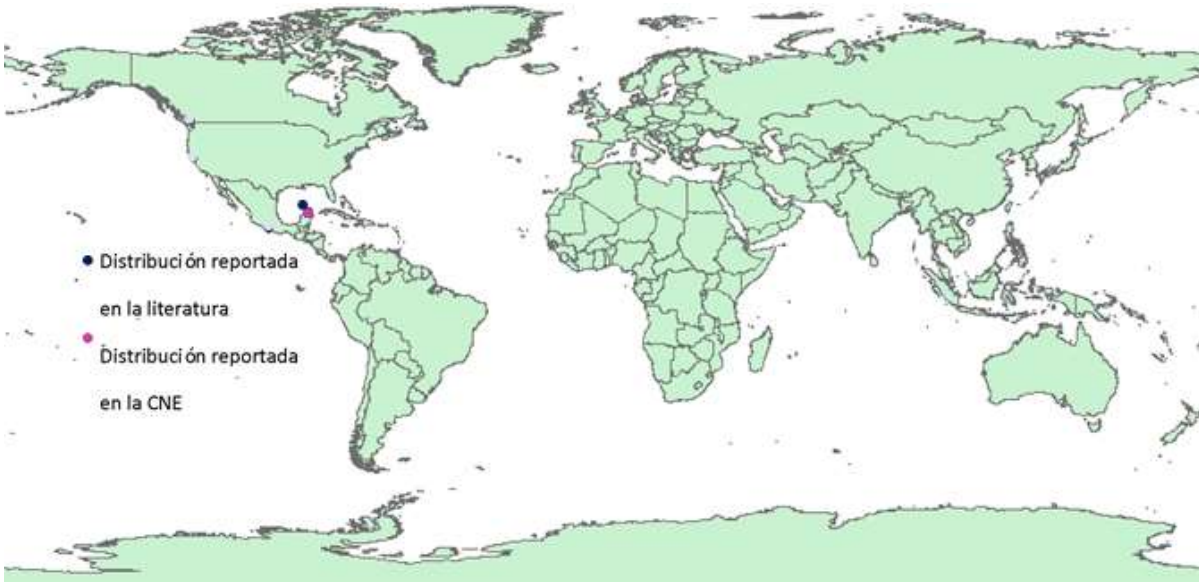 Distribución reportada
en la literatura
Distribución reportada
en la CNE